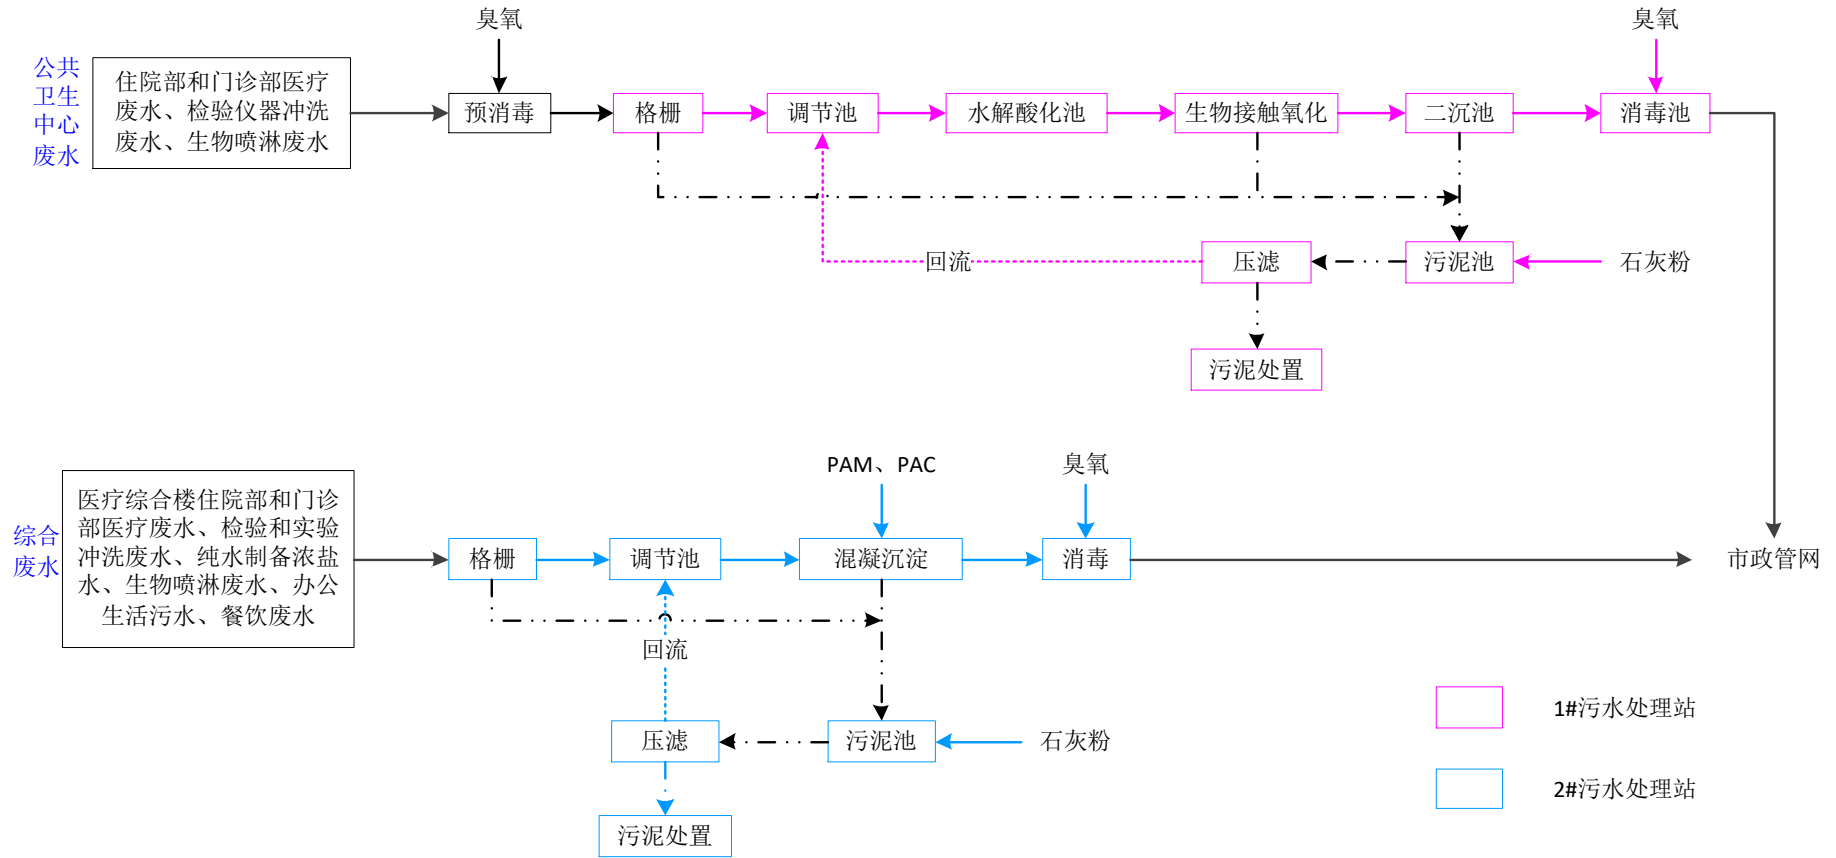 臭氧
臭氧
公共
卫生
中心
废水
住院部和门诊部医疗
废水、检验仪器冲洗
废水、生物喷淋废水
预消毒
格栅
调节池
水解酸化池
生物接触氧化
二沉池
消毒池
回流
压滤
污泥池
石灰粉
污泥处置
PAM、PAC
臭氧
综合
废水
医疗综合楼住院部和门诊
部医疗废水、检验和实验
冲洗废水、纯水制备浓盐
水、生物喷淋废水、办公
生活污水、餐饮废水
格栅
调节池
混凝沉淀
消毒
市政管网
回流
压滤
污泥池
石灰粉
污泥处置
1#污水处理站
2#污水处理站